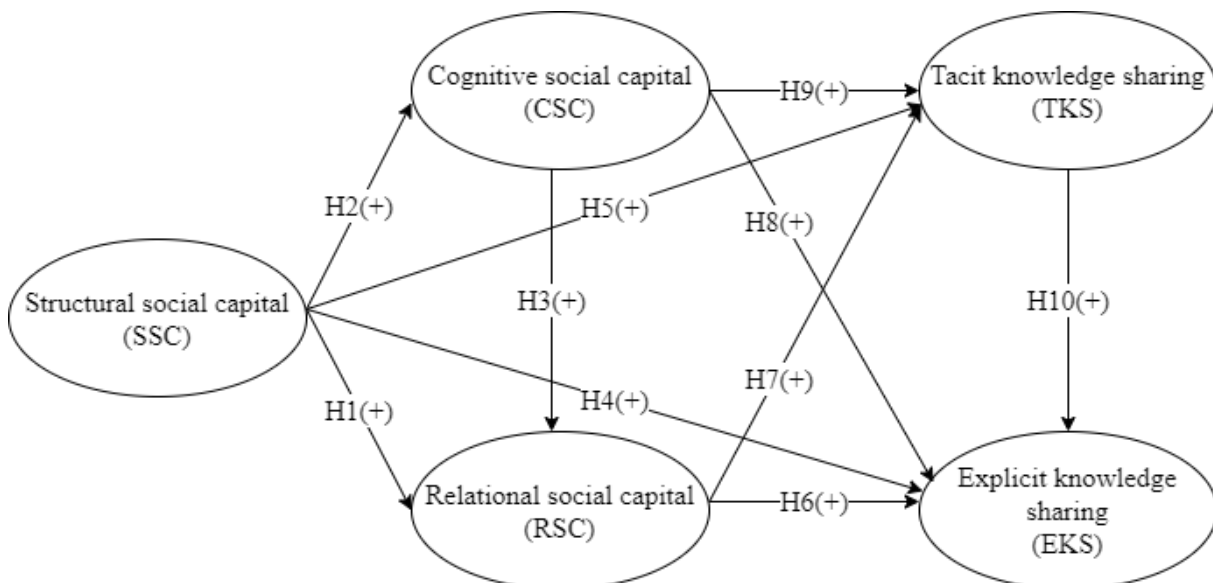 Cognitive social capital
(CSC)
H9(+)
Tacit knowledge sharing
(TKS)
H2(+)
H5(+)
H8(+)
Structural social capital
(SSC)
H3(+)
H10(+)
H7(+)
H4(+)
H1(+)
Relational social capital
(RSC)
H6(+)
Explicit knowledge
sharing
(EKS)